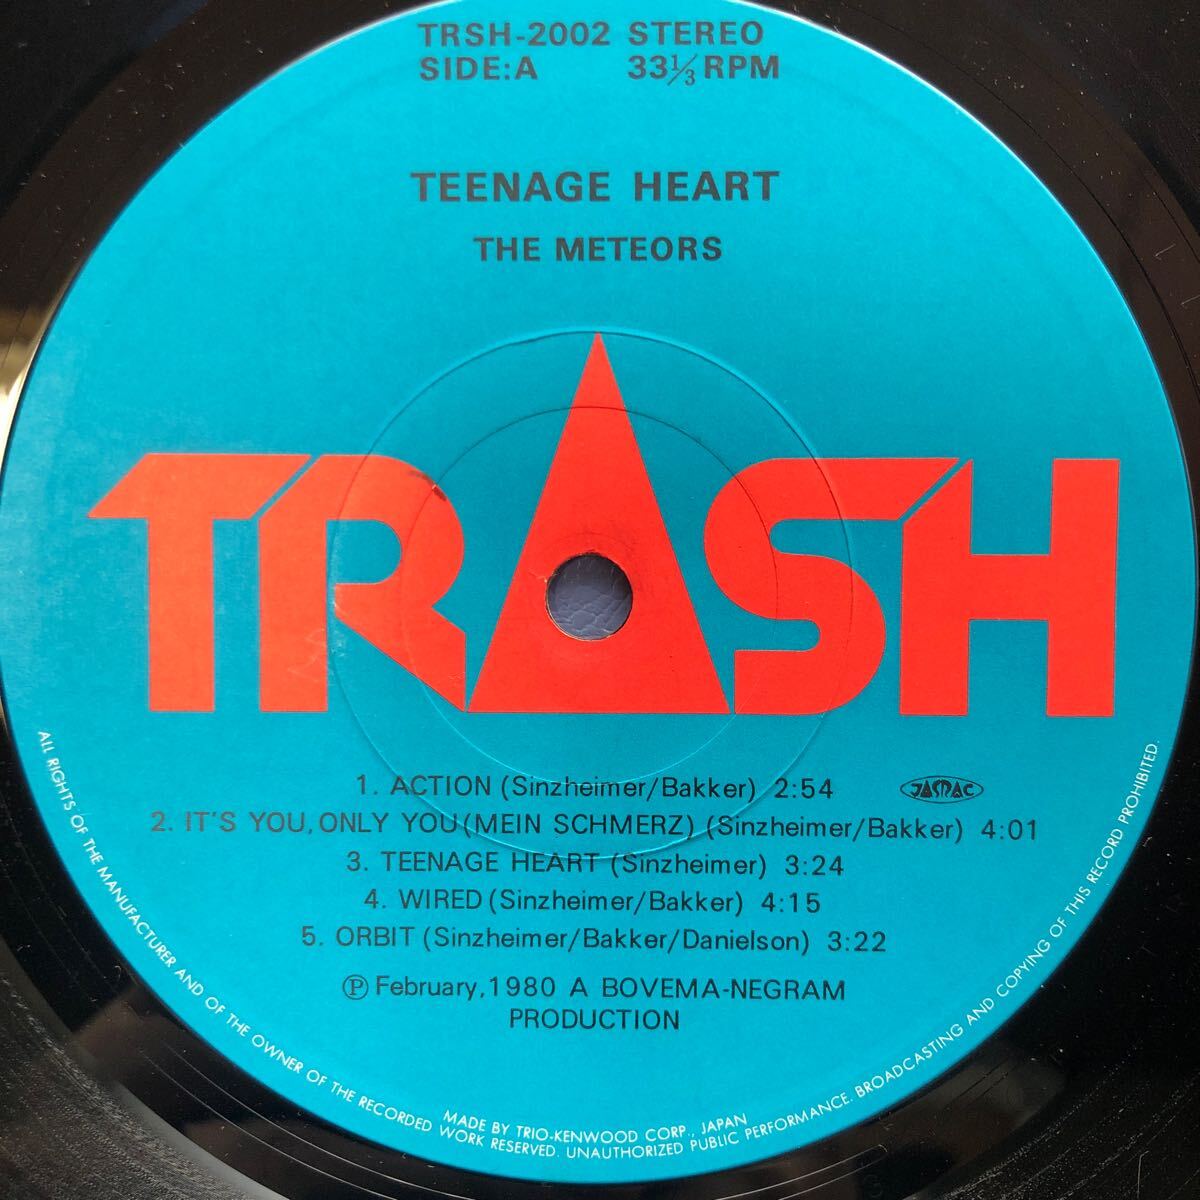 TRSH-2002 STEREO
SIDE:A 33⅓ RPM
TEENAGE HEART
THE METEORS
TRASH
1. ACTION (Sinzheimer/Bakker) 2:54 JASRAC
2. IT'S YOU, ONLY YOU (MEIN SCHMERZ) (Sinzheimer/Bakker) 4:01
3. TEENAGE HEART (Sinzheimer) 3:24
4. WIRED (Sinzheimer/Bakker) 4:15
5. ORBIT (Sinzheimer/Bakker/Danielson) 3:22
Ⓟ February, 1980 A BOVEMA-NEGRAM
PRODUCTION
MADE BY TRIO-KENWOOD CORP., JAPAN
ALL RIGHTS OF THE MANUFACTURER AND OF THE OWNER OF THE RECORDED WORK RESERVED. UNAUTHORIZED PUBLIC PERFORMANCE. BROADCASTING AND COPYING OF THIS RECORD PROHIBITED.